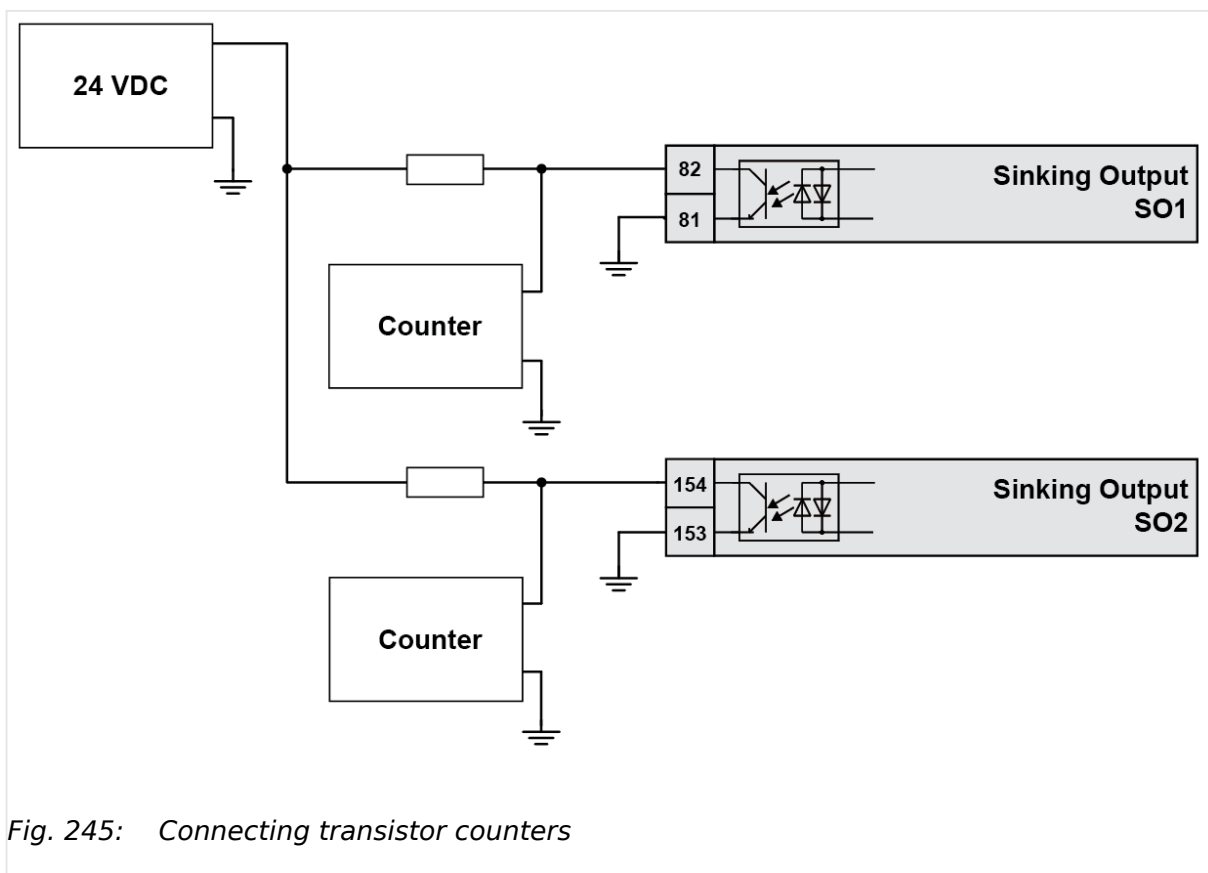 24 VDC
82
81
Sinking Output
SO1
Counter
154
153
Sinking Output
SO2
Counter
Fig. 245: Connecting transistor counters